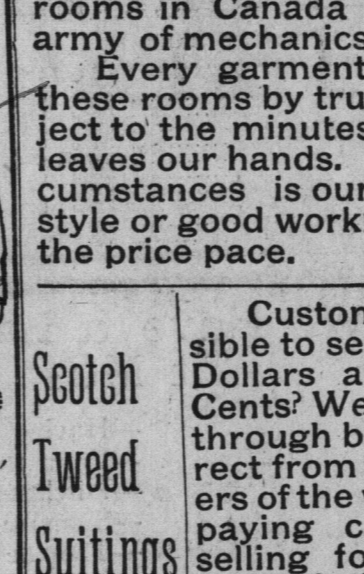 rooms in Canada
army of mechanics
Every garment
these rooms by tru
ject to the minutes
leaves our hands.
cumstances is our
style or good work
the price pace.
Scotch
Tweed
Suitings
Custom
sible to se
Dollars a
Cents? We
through b
rect from
ers of the
paying c
selling fo